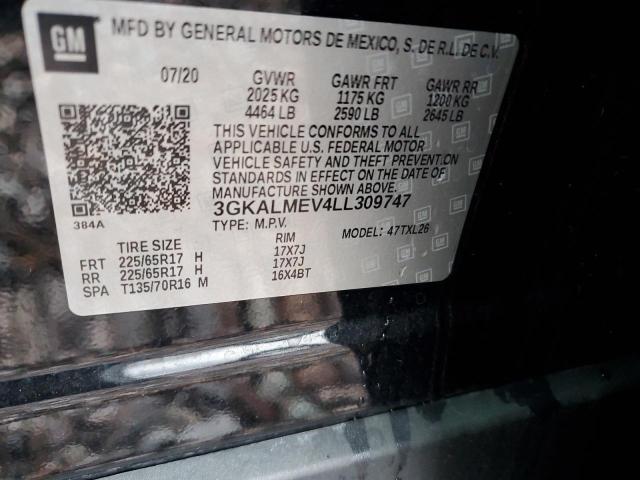 GM
MFD BY GENERAL MOTORS DE MEXICO, S. DE R.L. DE C.V.
07/20 GVWR GAWR FRT GAWR RR
2025 KG 1175 KG 1200 KG
4464 LB 2590 LB 2645 LB
THIS VEHICLE CONFORMS TO ALL
APPLICABLE U.S. FEDERAL MOTOR
VEHICLE SAFETY AND THEFT PREVENTION
STANDARDS IN EFFECT ON THE DATE OF
MANUFACTURE SHOWN ABOVE.
3GKALMEV4LL309747
384A
TYPE: M.P.V. MODEL: 47TXL26
TIRE SIZE RIM
FRT 225/65R17 H 17X7J
RR 225/65R17 H 17X7J
SPA T135/70R16 M 16X4BT